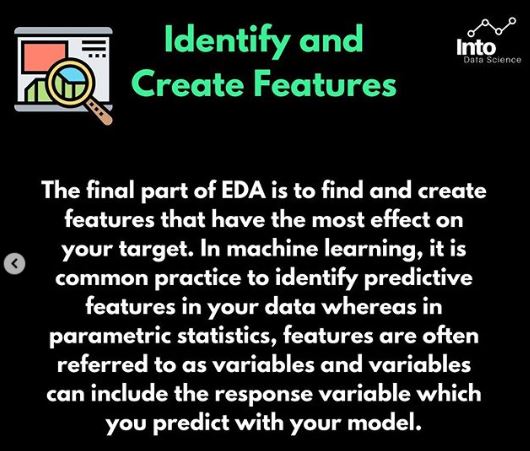 Identify and
Create Features
Into
Data Science
The final part of EDA is to find and create
features that have the most effect on
your target. In machine learning, it is
common practice to identify predictive
features in your data whereas in
parametric statistics, features are often
referred to as variables and variables
can include the response variable which
you predict with your model.